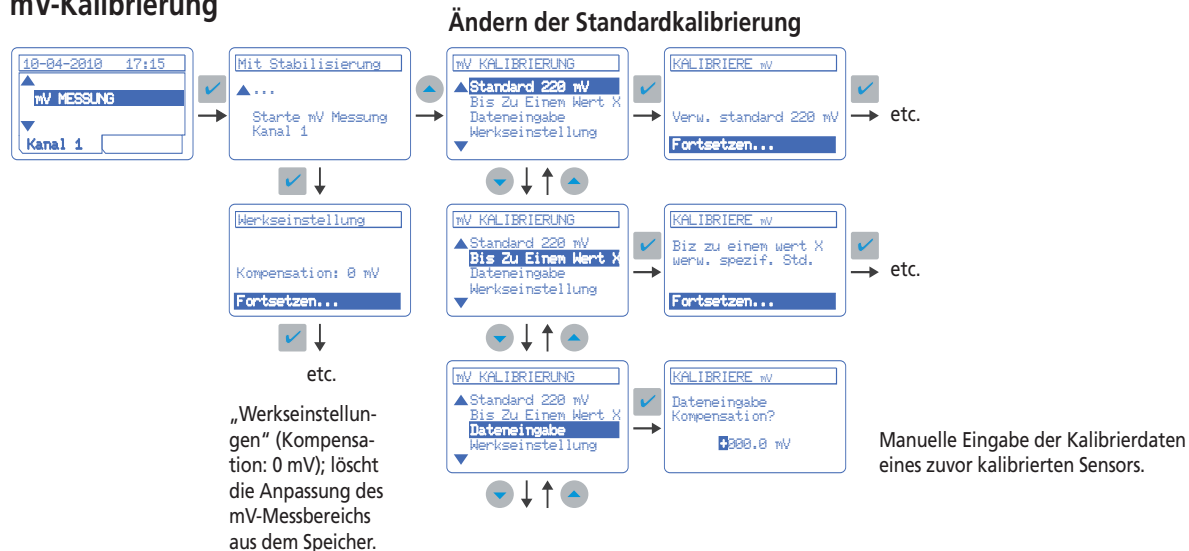 mV-Kalibrierung
Ändern der Standardkalibrierung
10-04-2010 17:15
mV MESSUNG
Kanal 1
Mit Stabilisierung
...
Starte mV Messung
Kanal 1
mV KALIBRIERUNG
Standard 220 mV
Bis Zu Einem Wert X
Dateneingabe
Werkseinstellung
KALIBRIERE mV
Verw. standard 220 mV
Fortsetzen...
etc.
Werkseinstellung
Kompensation: 0 mV
Fortsetzen...
etc.
„Werkseinstellun-
gen“ (Kompensa-
tion: 0 mV); löscht
die Anpassung des
mV-Messbereichs
aus dem Speicher.
mV KALIBRIERUNG
Standard 220 mV
Bis Zu Einem Wert X
Dateneingabe
Werkseinstellung
KALIBRIERE mV
Biz zu einem wert X
werw. spezif. Std.
Fortsetzen...
etc.
mV KALIBRIERUNG
Standard 220 mV
Bis Zu Einem Wert X
Dateneingabe
Werkseinstellung
KALIBRIERE mV
Dateneingabe
Kompensation?
+000.0 mV
Manuelle Eingabe der Kalibrierdaten
eines zuvor kalibrierten Sensors.